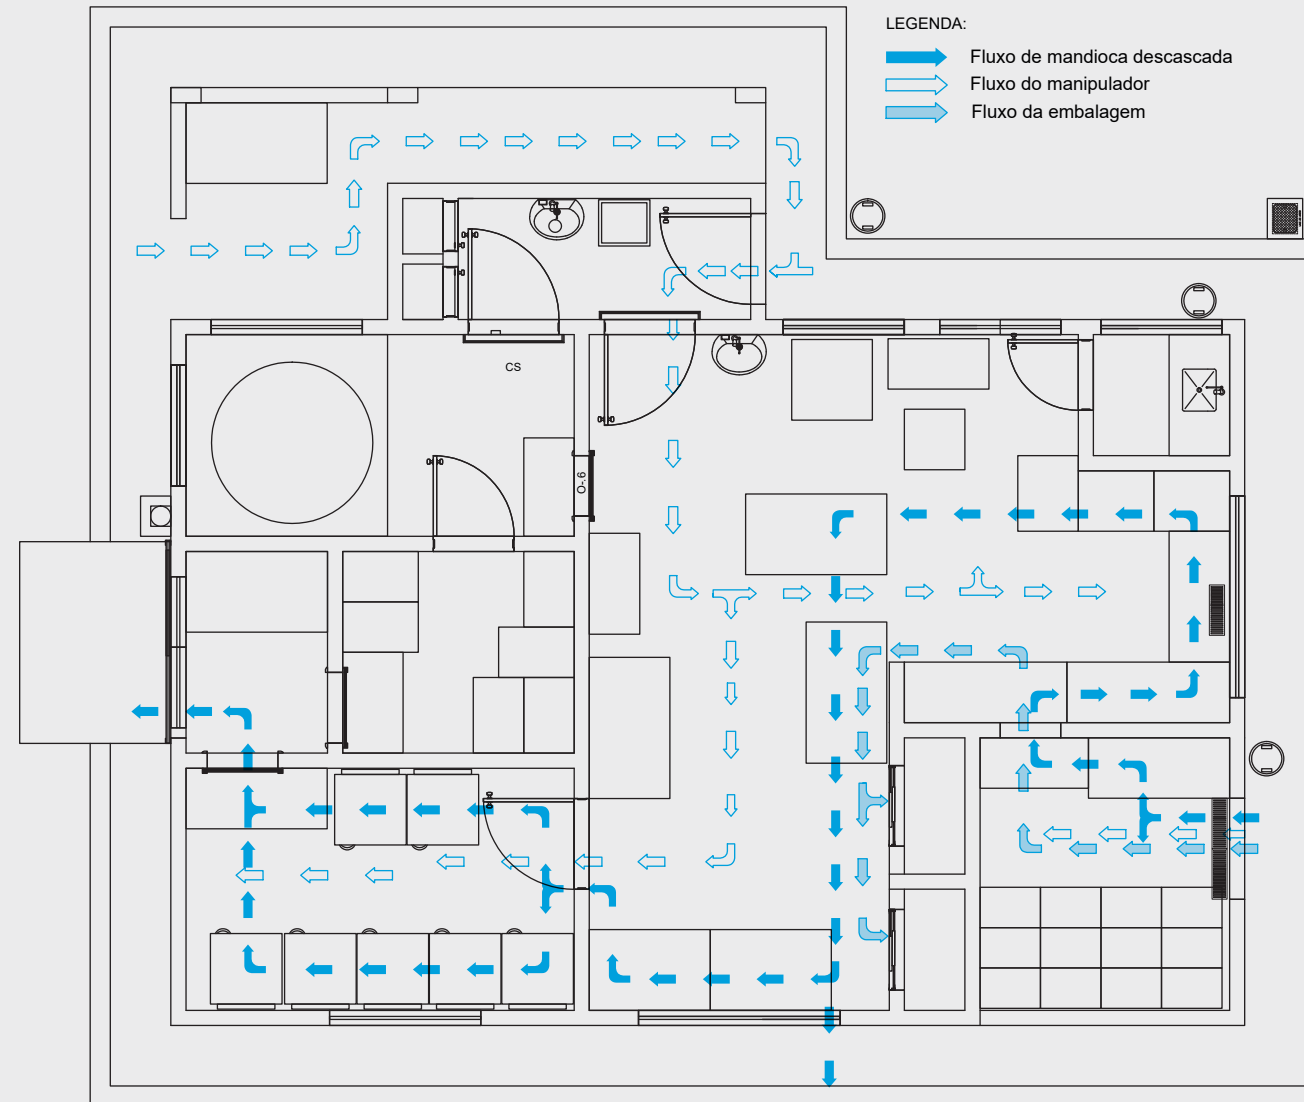 LEGENDA:
Fluxo de mandioca descascada
Fluxo do manipulador
Fluxo da embalagem
CS
O-.6